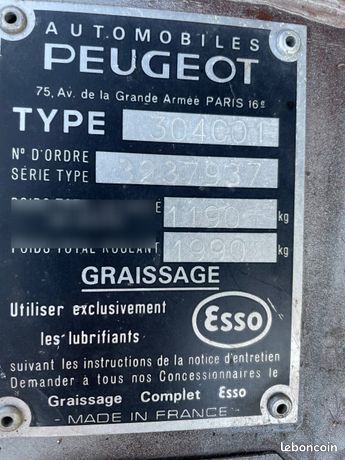 AUTOMOBILES
PEUGEOT
75, Av. de la Grande Armée PARIS 16e
TYPE 304C01
N° D'ORDRE
SÉRIE TYPE 3237937
É 1190 kg
POIDS TOTAL ROULANT 1990 kg
GRAISSAGE
Utiliser exclusivement
les lubrifiants
Esso
suivant les instructions de la notice d'entretien
Demander à tous nos Concessionnaires le
Graissage Complet Esso
MADE IN FRANCE
leboncoin